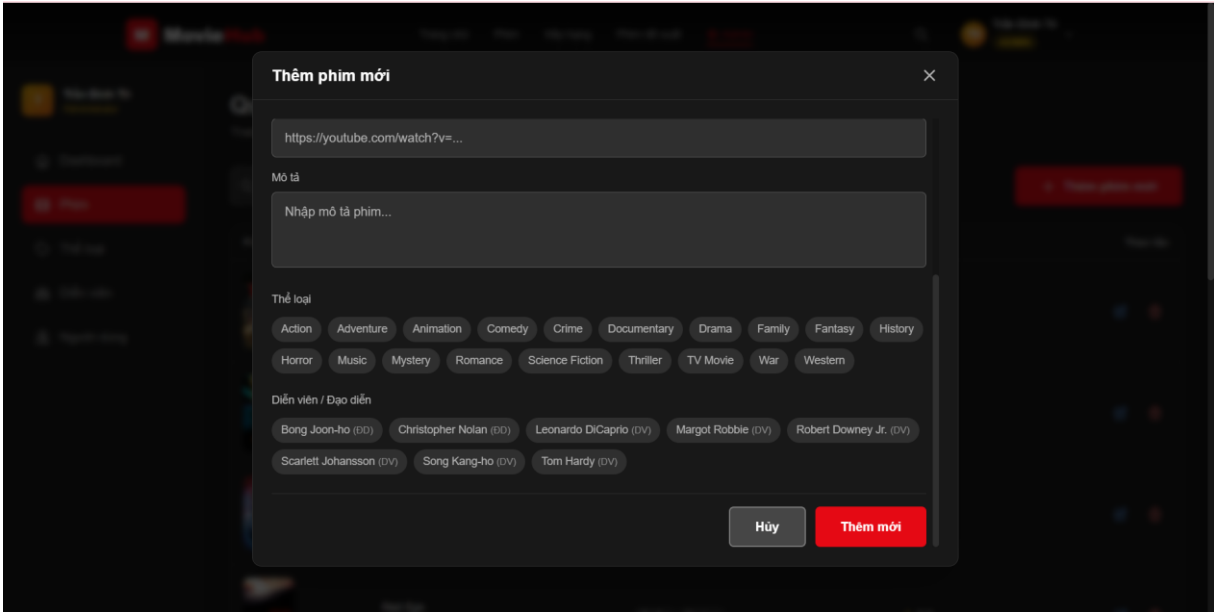 MovieHub
Thêm phim mới
https://youtube.com/watch?v=...
Mô tả
Nhập mô tả phim...
Thể loại
Action Adventure Animation Comedy Crime Documentary Drama Family Fantasy History
Horror Music Mystery Romance Science Fiction Thriller TV Movie War Western
Diễn viên / Đạo diễn
Bong Joon-ho (ĐD) Christopher Nolan (ĐD) Leonardo DiCaprio (DV) Margot Robbie (DV) Robert Downey Jr. (DV)
Scarlett Johansson (DV) Song Kang-ho (DV) Tom Hardy (DV)
Hủy Thêm mới